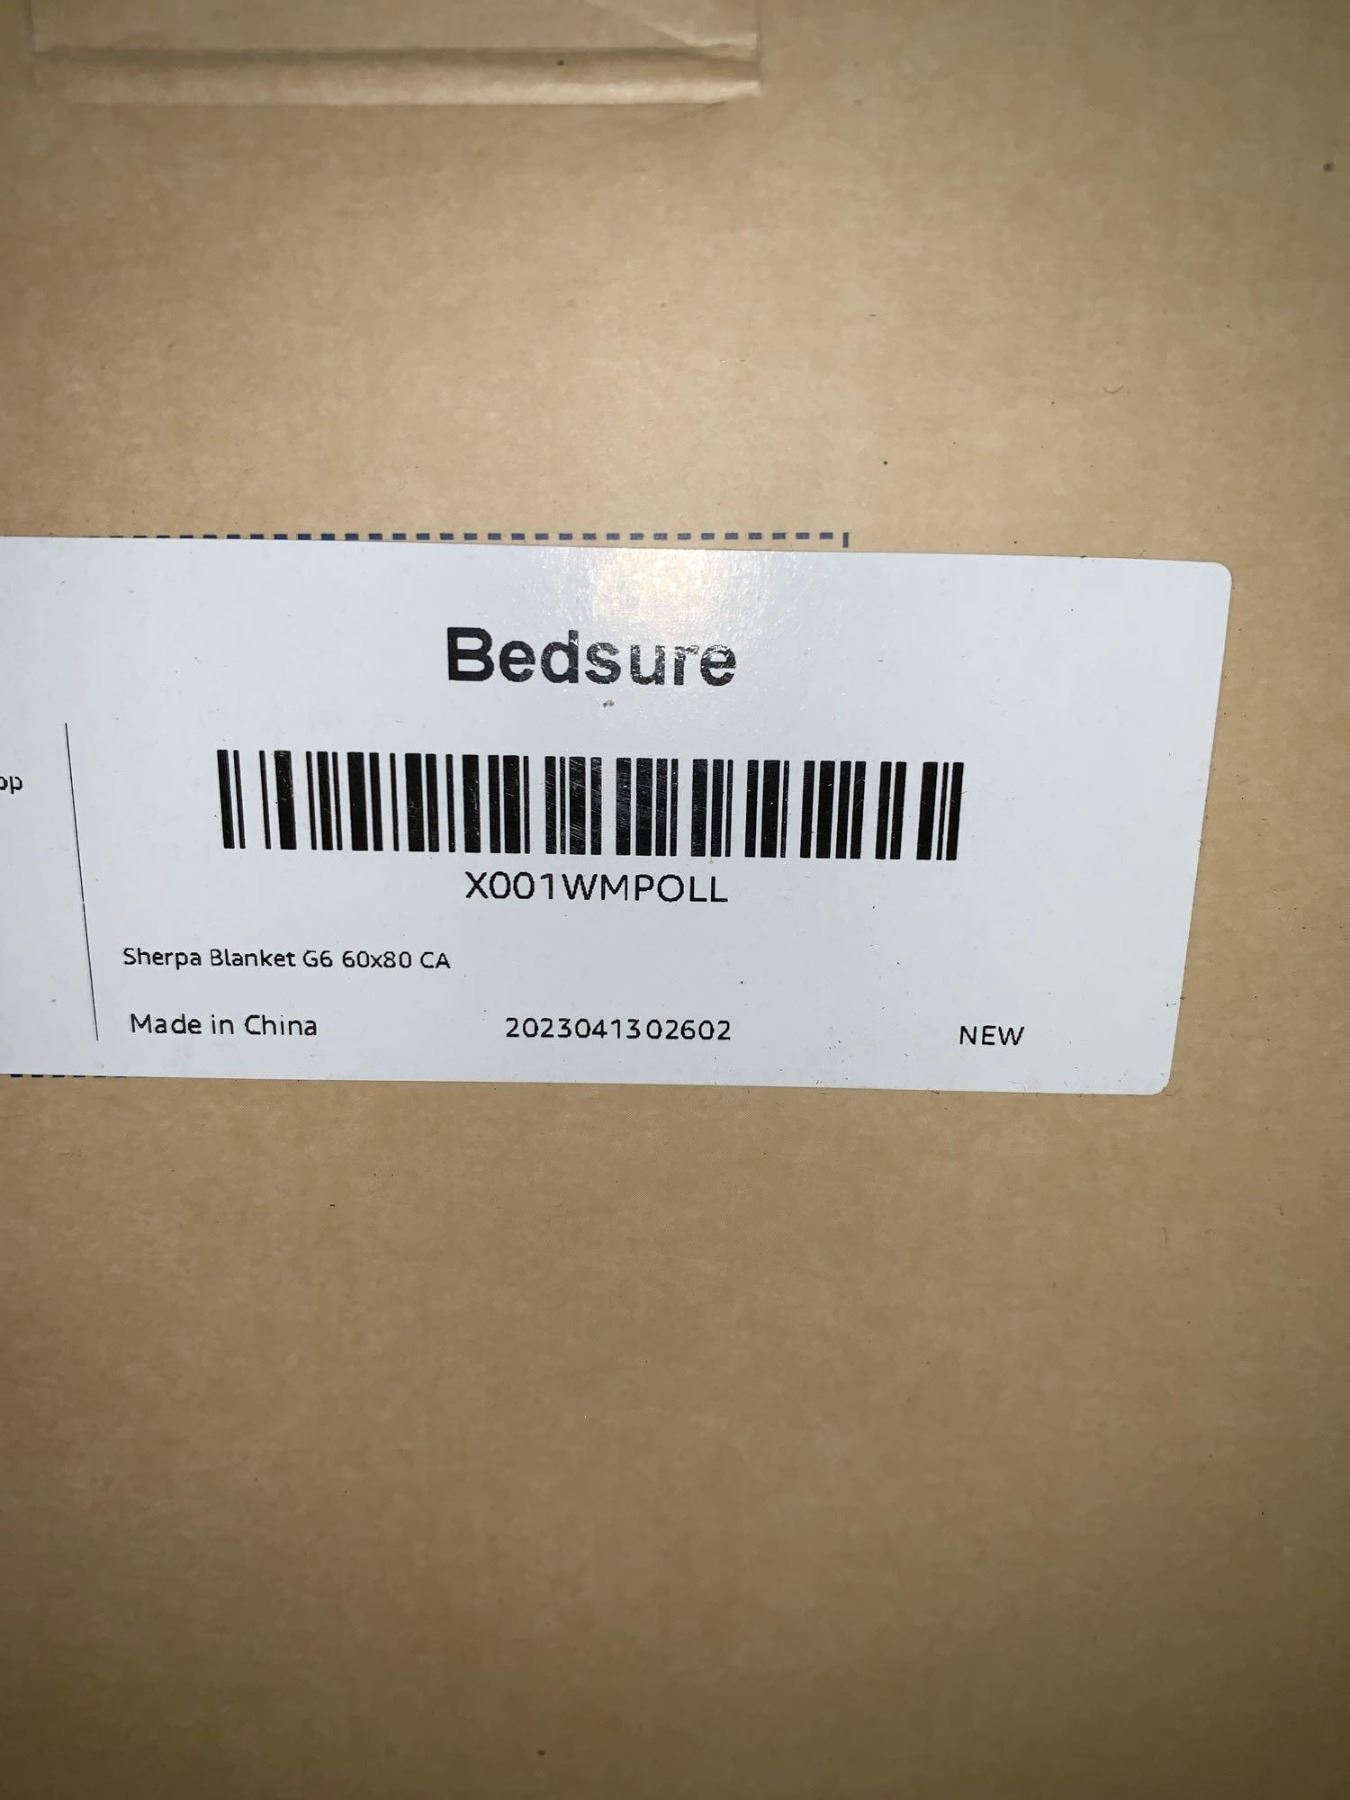 Bedsure
X001WMPOLL
Sherpa Blanket G6 60x80 CA
Made in China 2023041302602 NEW